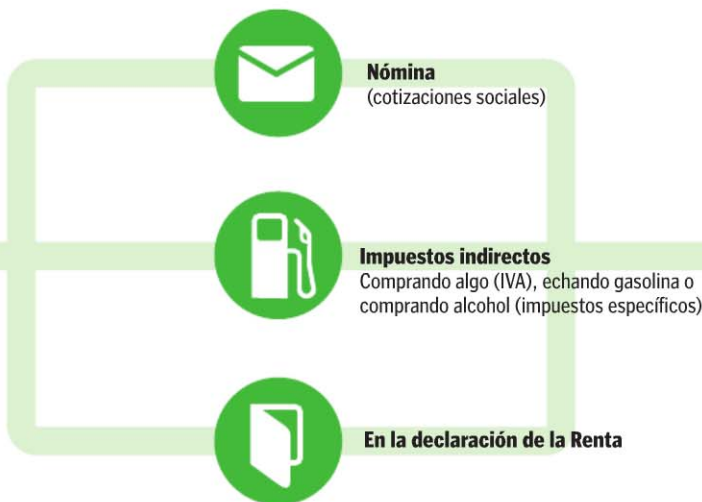 Nómina
(cotizaciones sociales)
Impuestos indirectos
Comprando algo (IVA), echando gasolina o
comprando alcohol (impuestos específicos)
En la declaración de la Renta